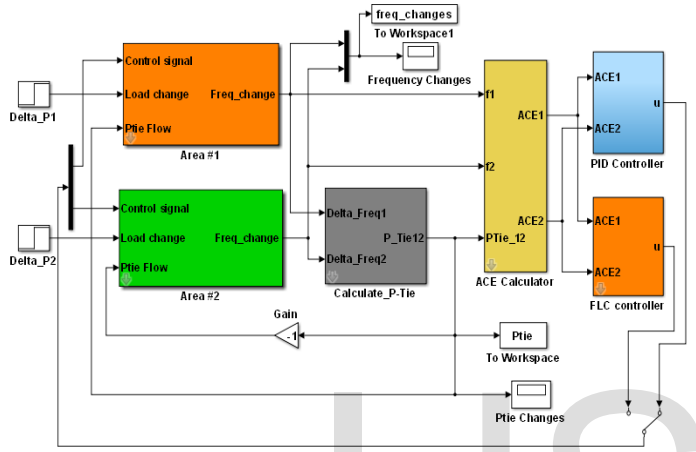 freq_changes
To Workspace1
Frequency Changes
Control signal
Load change
Freq_change
Ptie Flow
Area #1
Delta_P1
Control signal
Load change
Freq_change
Ptie Flow
Area #2
Delta_P2
Delta_Freq1
P_Tie12
Delta_Freq2
Calculate_P-Tie
f1
ACE1
f2
ACE2
PTie_12
ACE Calculator
ACE1
u
ACE2
PID Controller
ACE1
u
ACE2
FLC controller
Gain
-1
Ptie
To Workspace
Ptie Changes